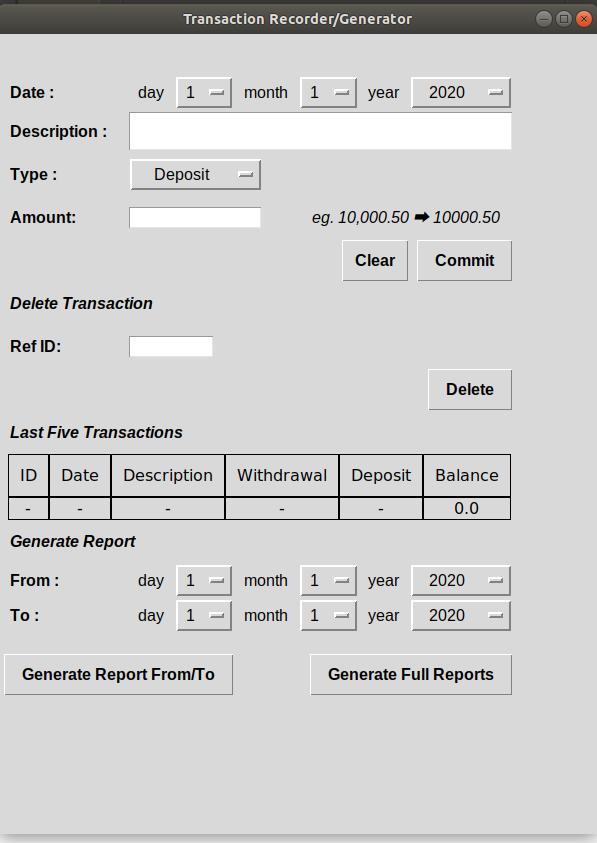 Transaction Recorder/Generator
Date : day 1 month 1 year 2020
Description :
Type : Deposit
Amount: eg. 10,000.50 ➡ 10000.50
Clear Commit
Delete Transaction
Ref ID:
Delete
Last Five Transactions
ID Date Description Withdrawal Deposit Balance
- - - - - 0.0
Generate Report
From : day 1 month 1 year 2020
To : day 1 month 1 year 2020
Generate Report From/To Generate Full Reports